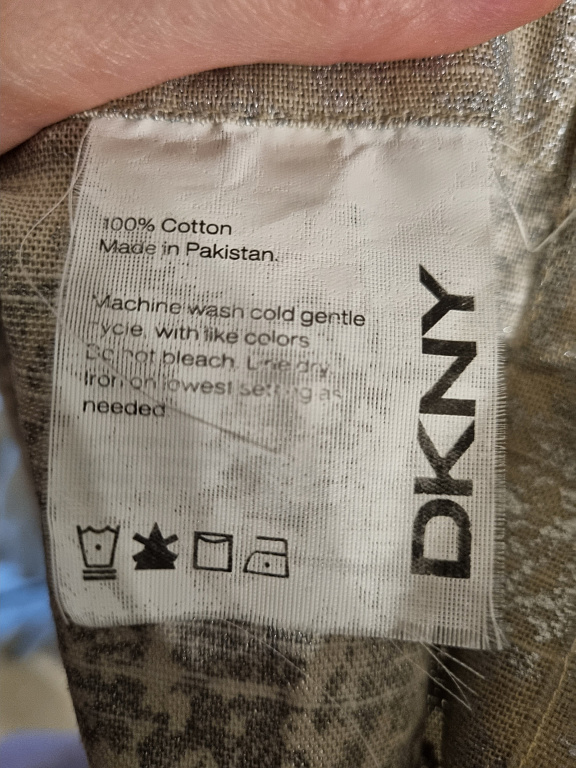 100% Cotton
Made in Pakistan.
Machine wash cold gentle
cycle, with like colors
Do not bleach. Line dry.
Iron on lowest setting as
needed
DKNY